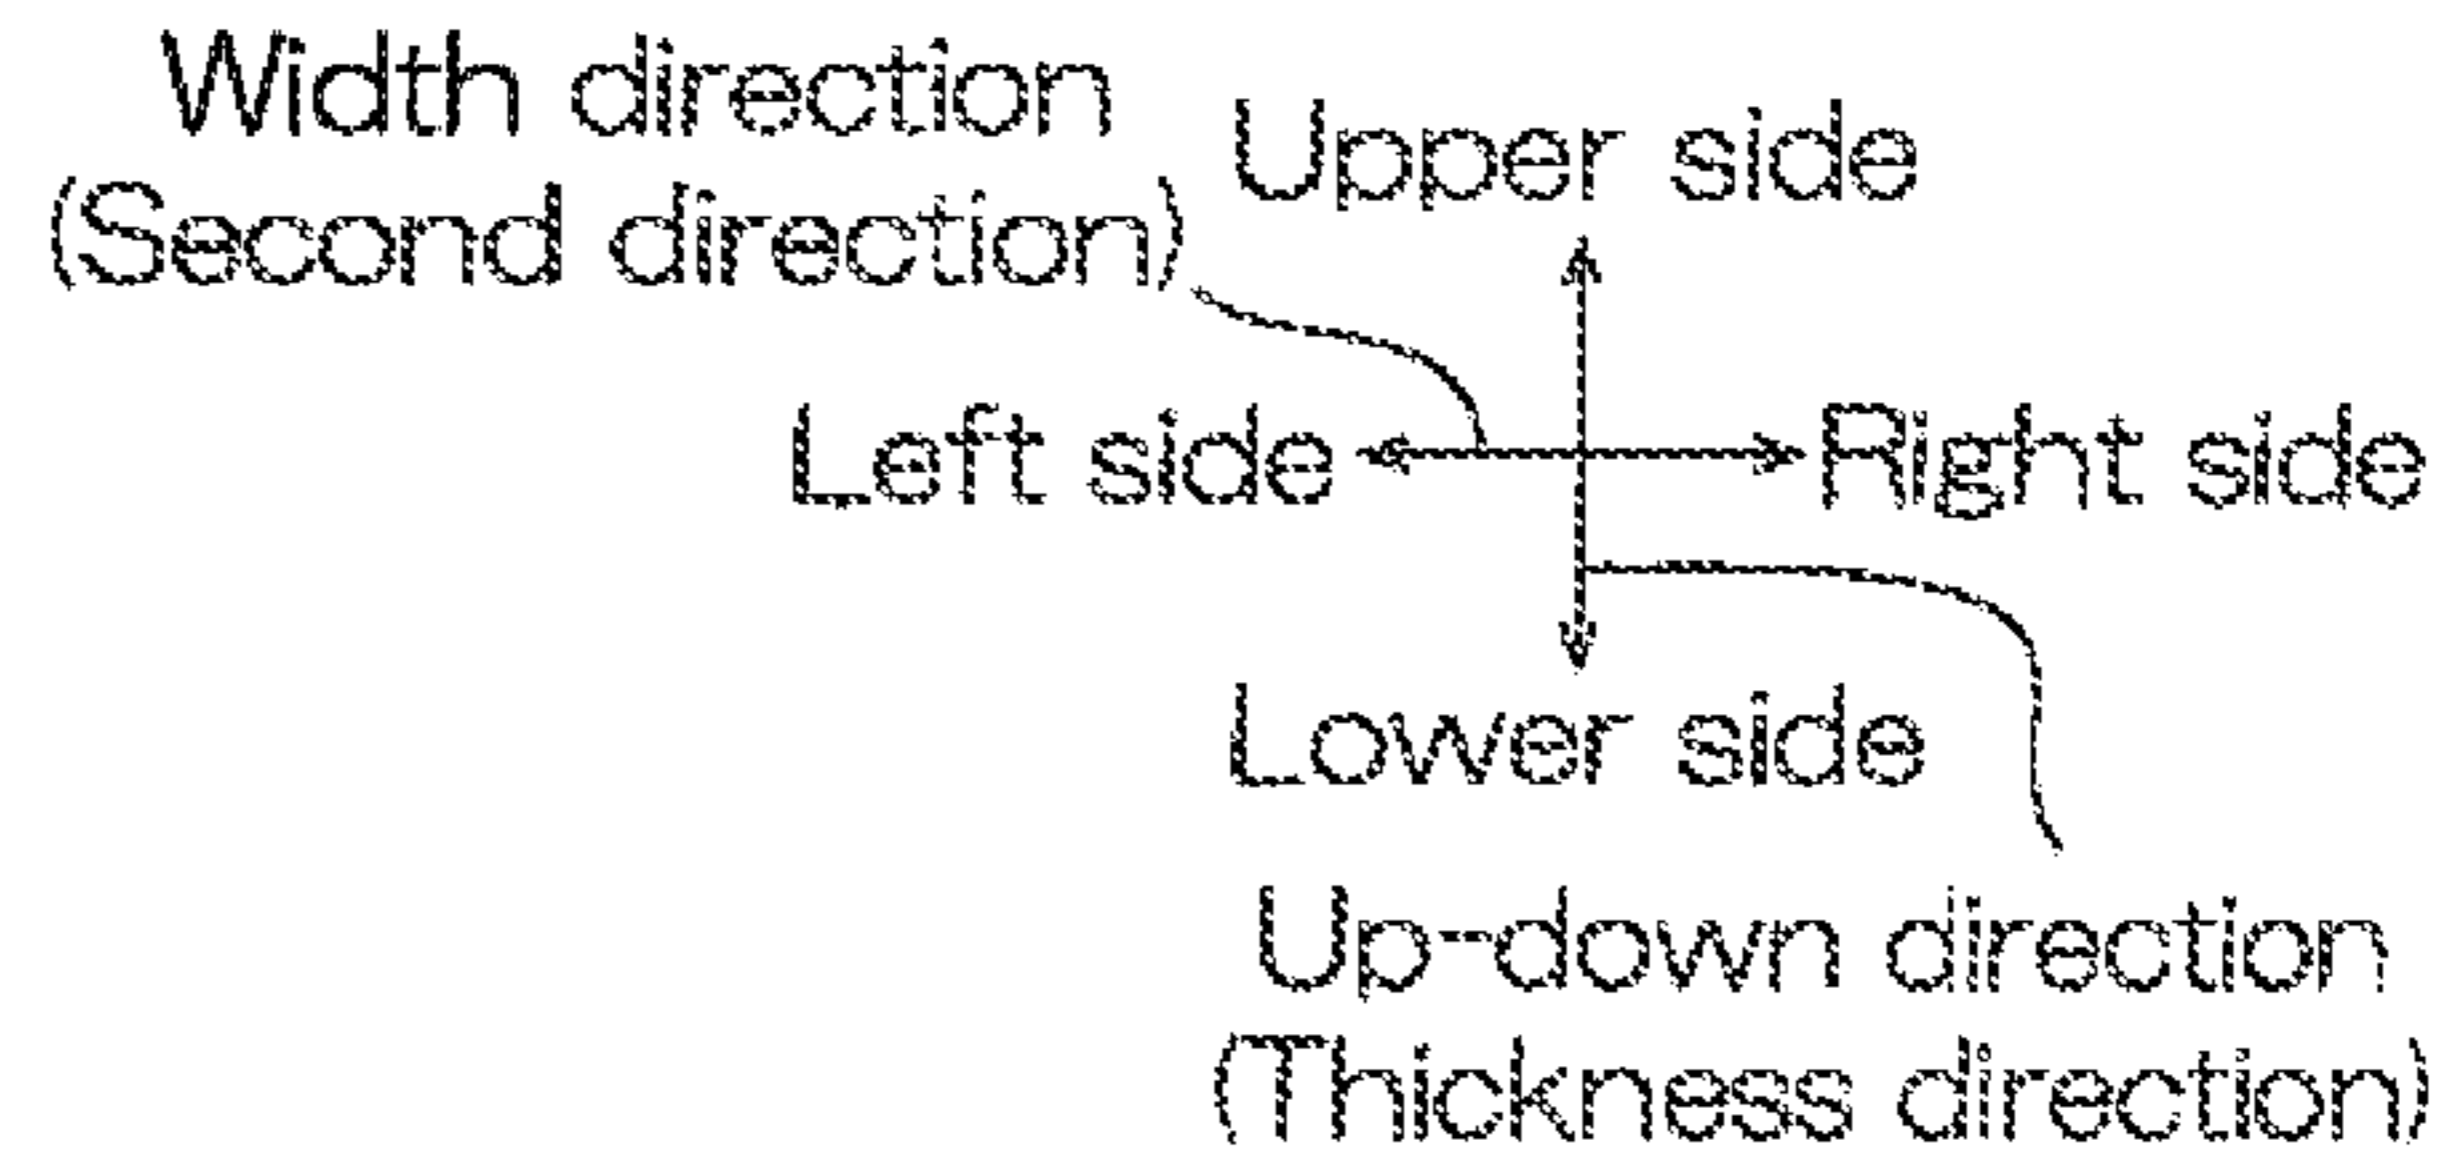 Width direction
(Second direction)
Upper side
Left side
Right side
Lower side
Up-down direction
(Thickness direction)